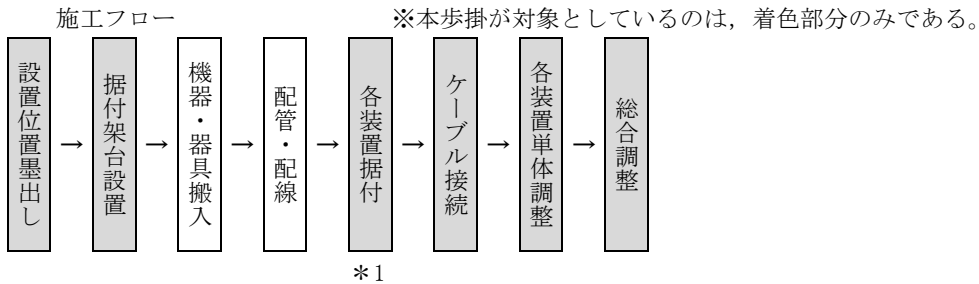 施工フロー
※本歩掛が対象としているのは，着色部分のみである。
設置位置墨出し
→
据付架台設置
→
機器・器具搬入
→
配管・配線
→
各装置据付
→
ケーブル接続
→
各装置単体調整
→
総合調整
＊1